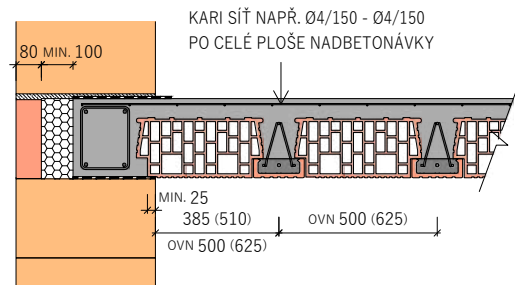 KARI SÍŤ NAPŘ. Ø4/150 - Ø4/150
PO CELÉ PLOŠE NADBETONÁVKY
80 MIN. 100
MIN. 25
385 (510)
OVN 500 (625)
OVN 500 (625)